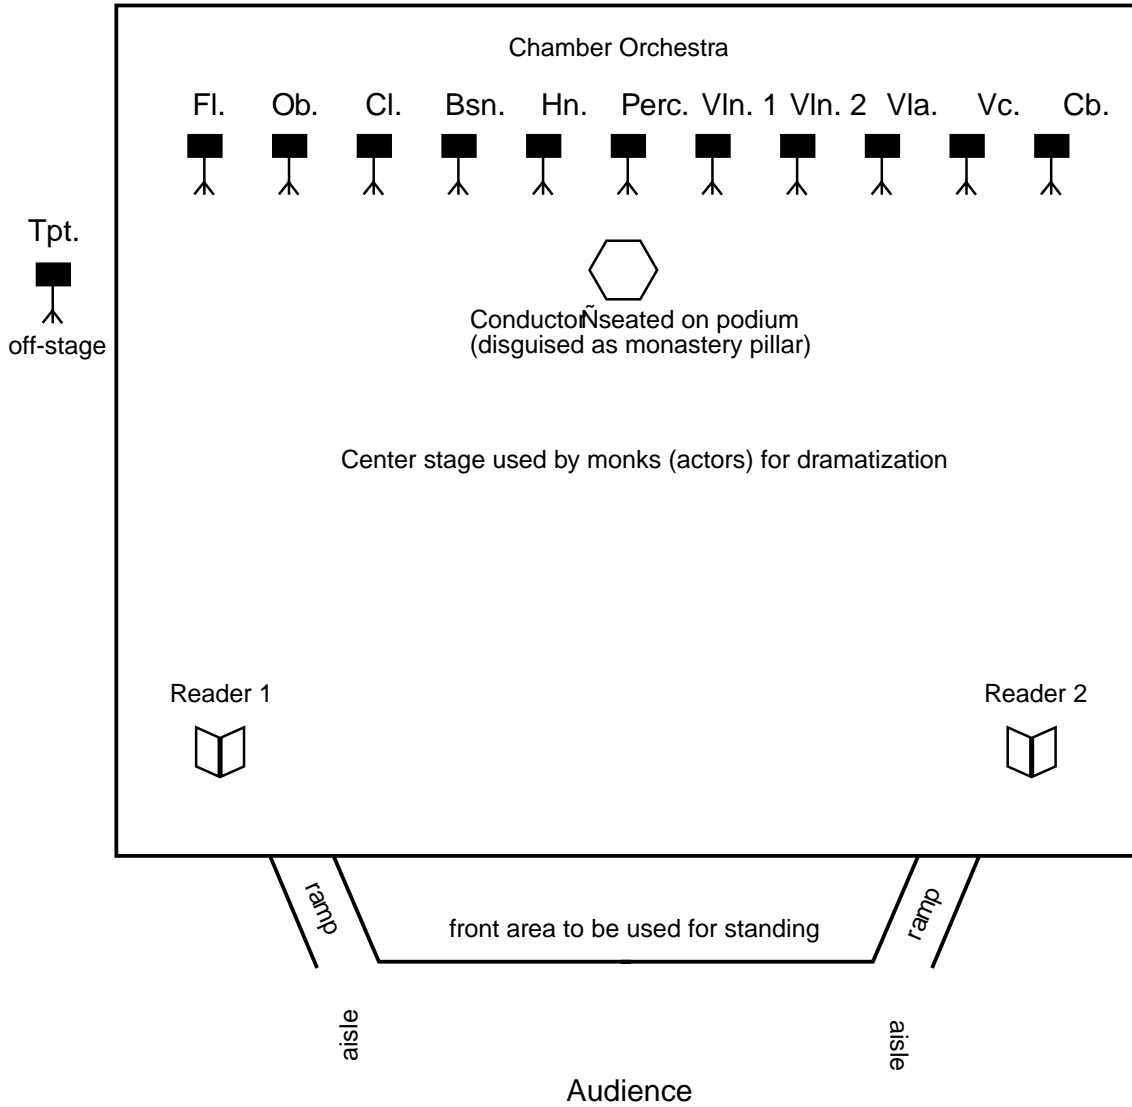 Chamber Orchestra
Fl. Ob. Cl. Bsn. Hn. Perc. Vln. 1 Vln. 2 Vla. Vc. Cb.
Tpt.
off-stage
ConductorÑseated on podium
(disguised as monastery pillar)
Center stage used by monks (actors) for dramatization
Reader 1 Reader 2
ramp ramp
front area to be used for standing
aisle aisle
Audience